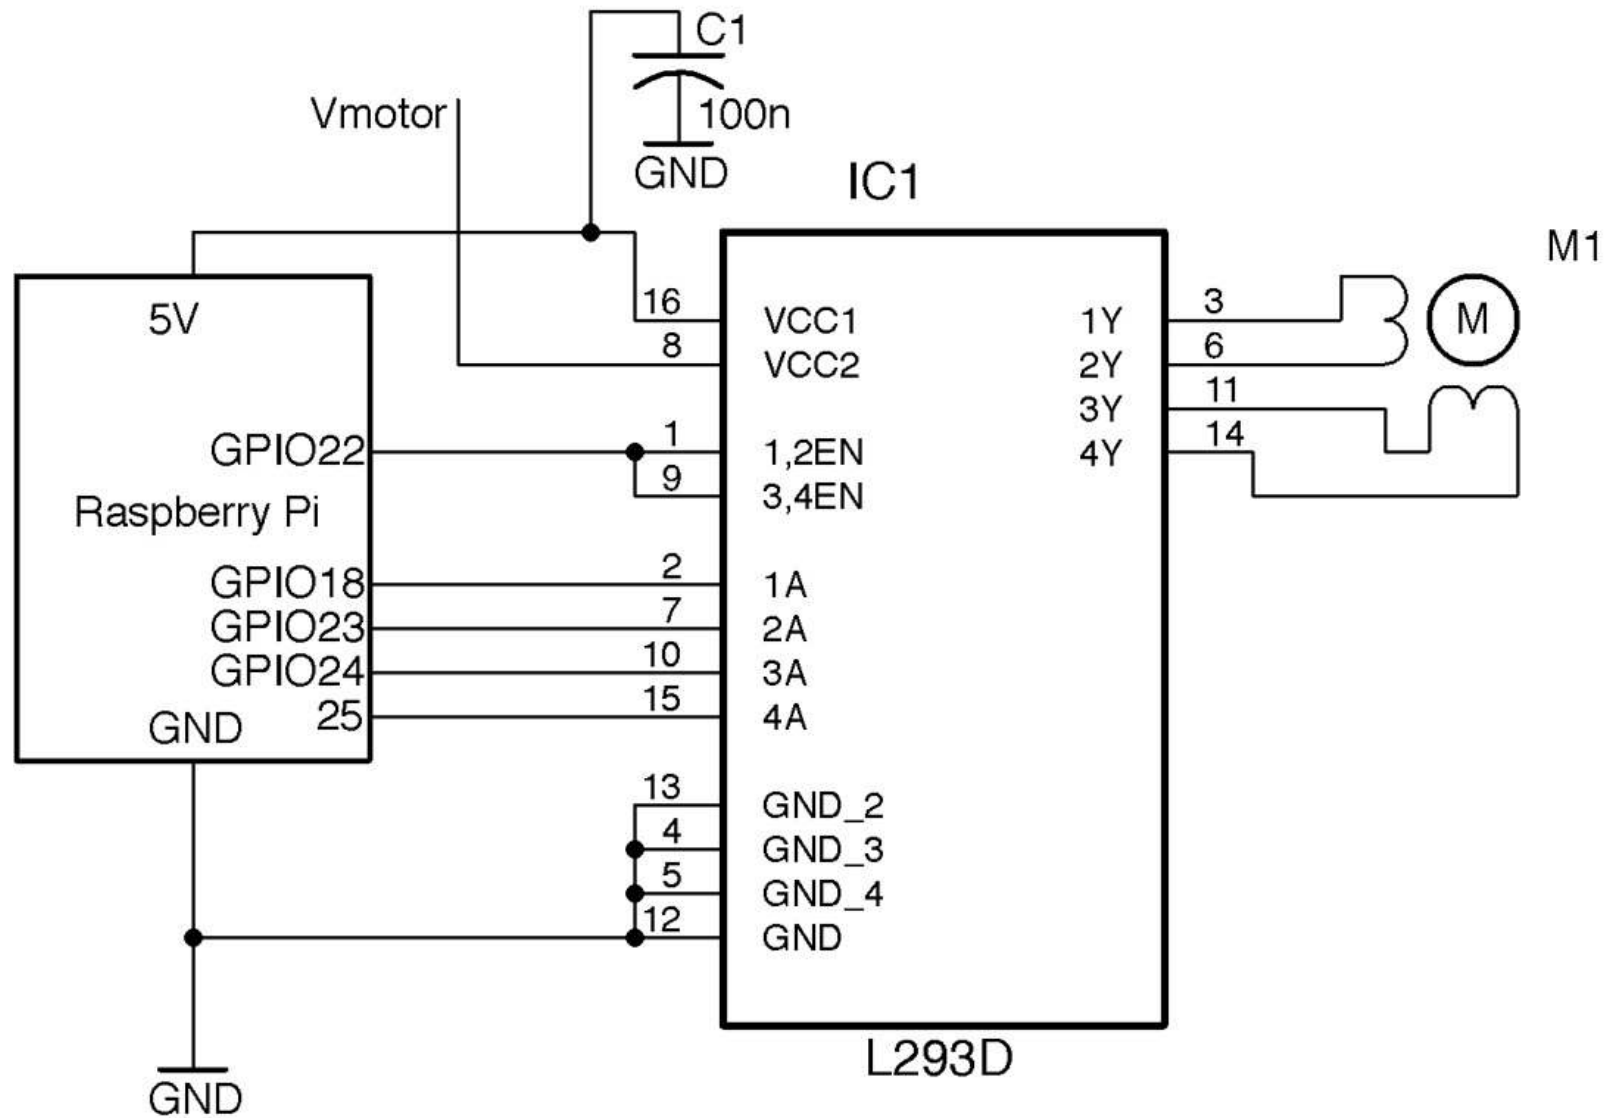 C1
Vmotor
100n
GND
IC1
M1
5V
16
VCC1
1Y
3
M
8
VCC2
2Y
6
3Y
11
GPIO22
1
1,2EN
4Y
14
9
3,4EN
Raspberry Pi
GPIO18
2
1A
GPIO23
7
2A
GPIO24
10
3A
GND
25
15
4A
13
GND_2
4
GND_3
5
GND_4
12
GND
L293D
GND